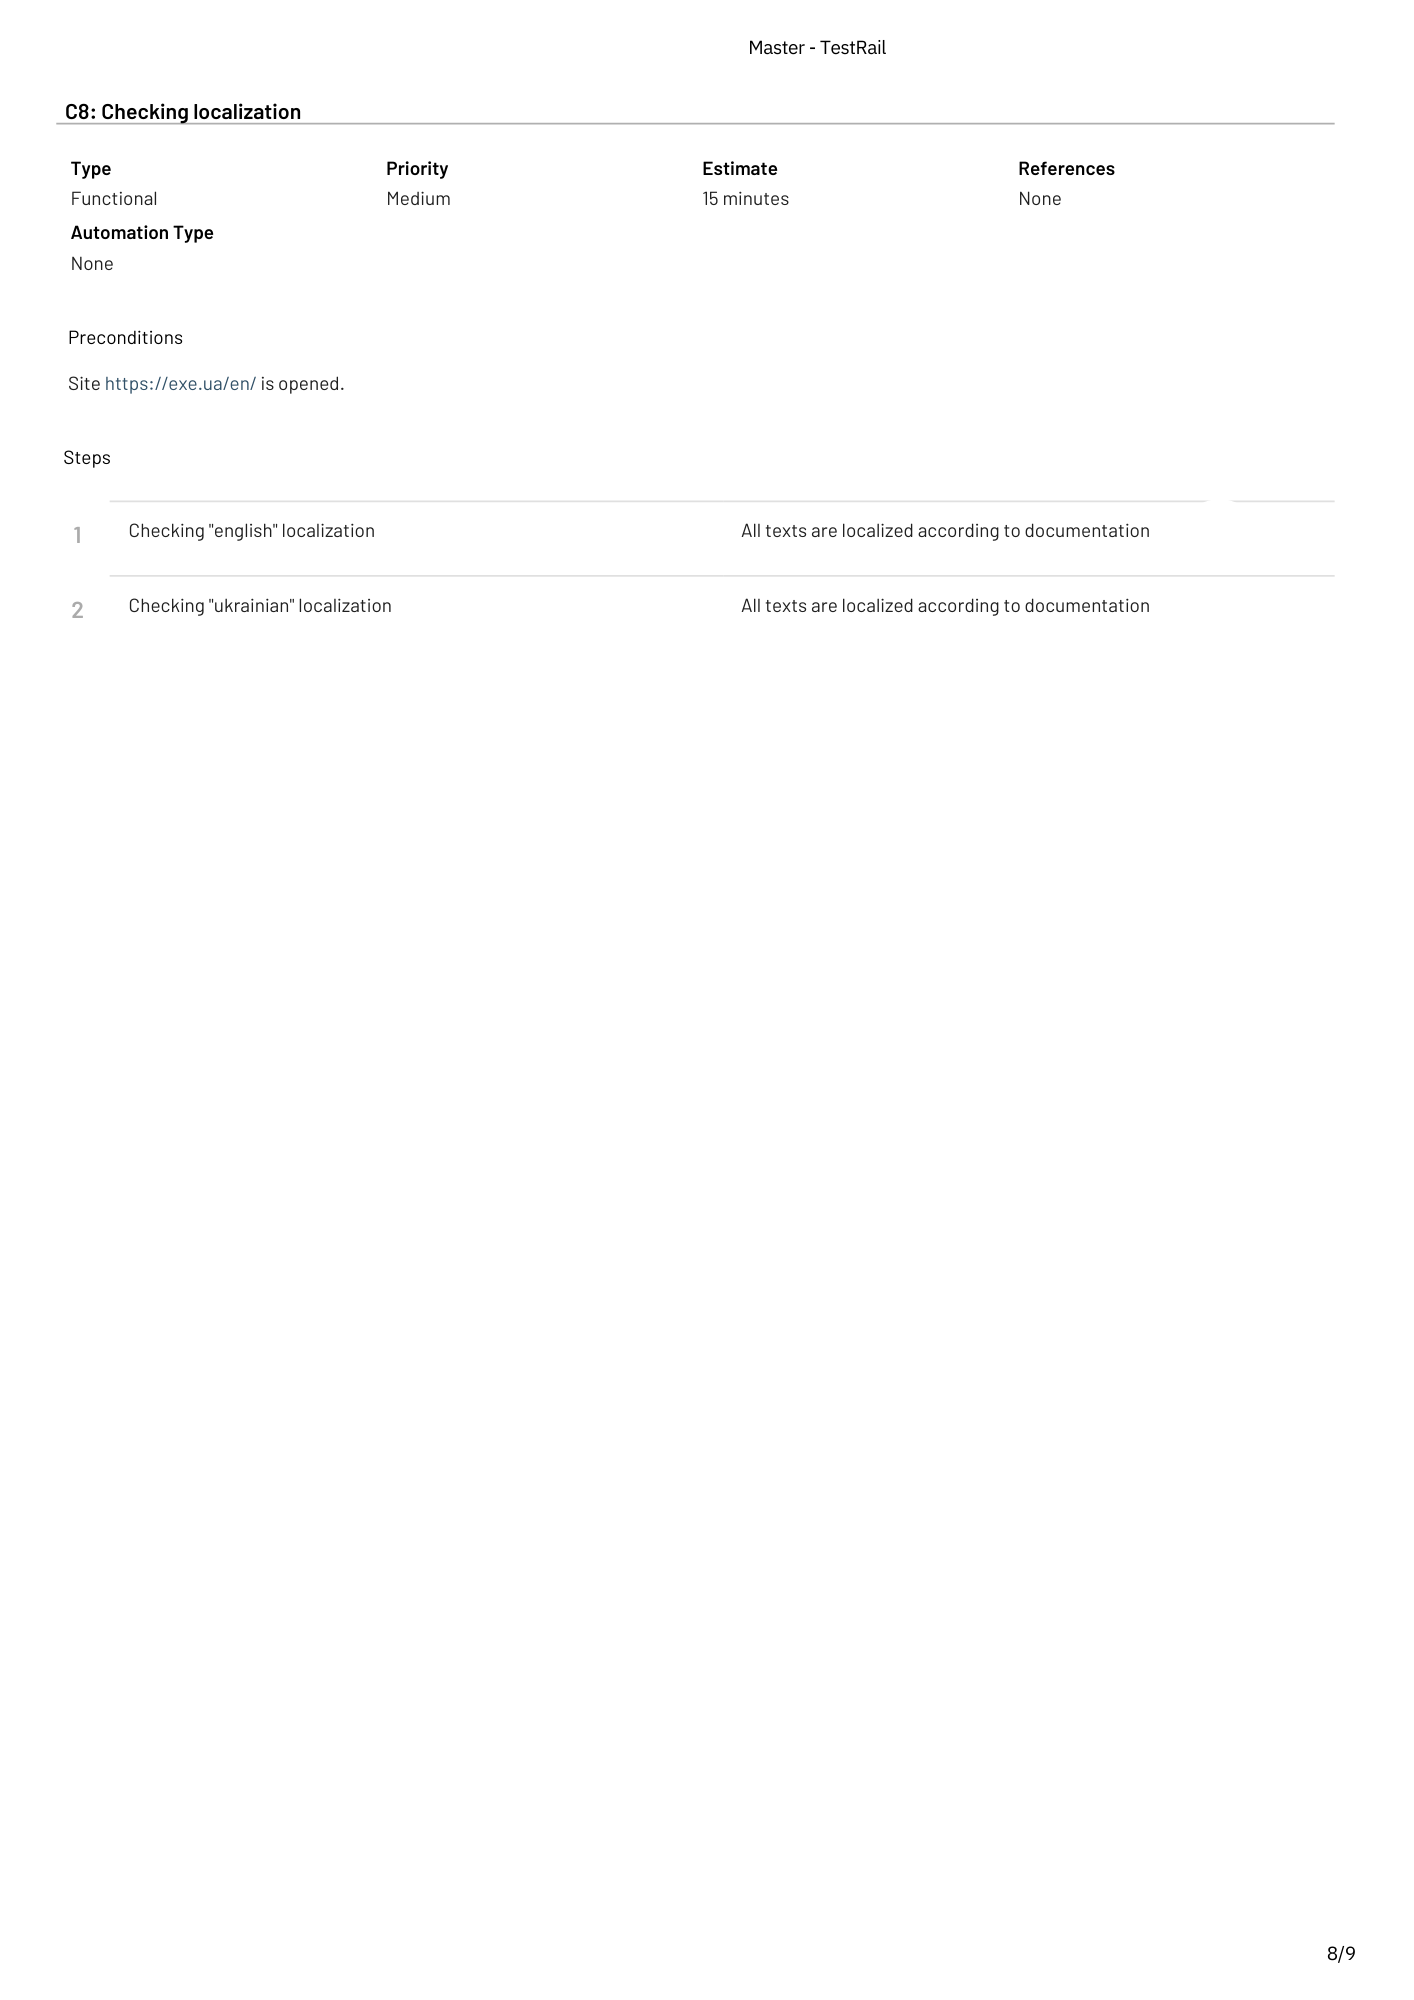 Master - TestRail
C8: Checking localization
Type Priority Estimate References
Functional Medium 15 minutes None
Automation Type
None
Preconditions
Site https://exe.ua/en/ is opened.
Steps
1 Checking "english" localization All texts are localized according to documentation
2 Checking "ukrainian" localization All texts are localized according to documentation
8/9